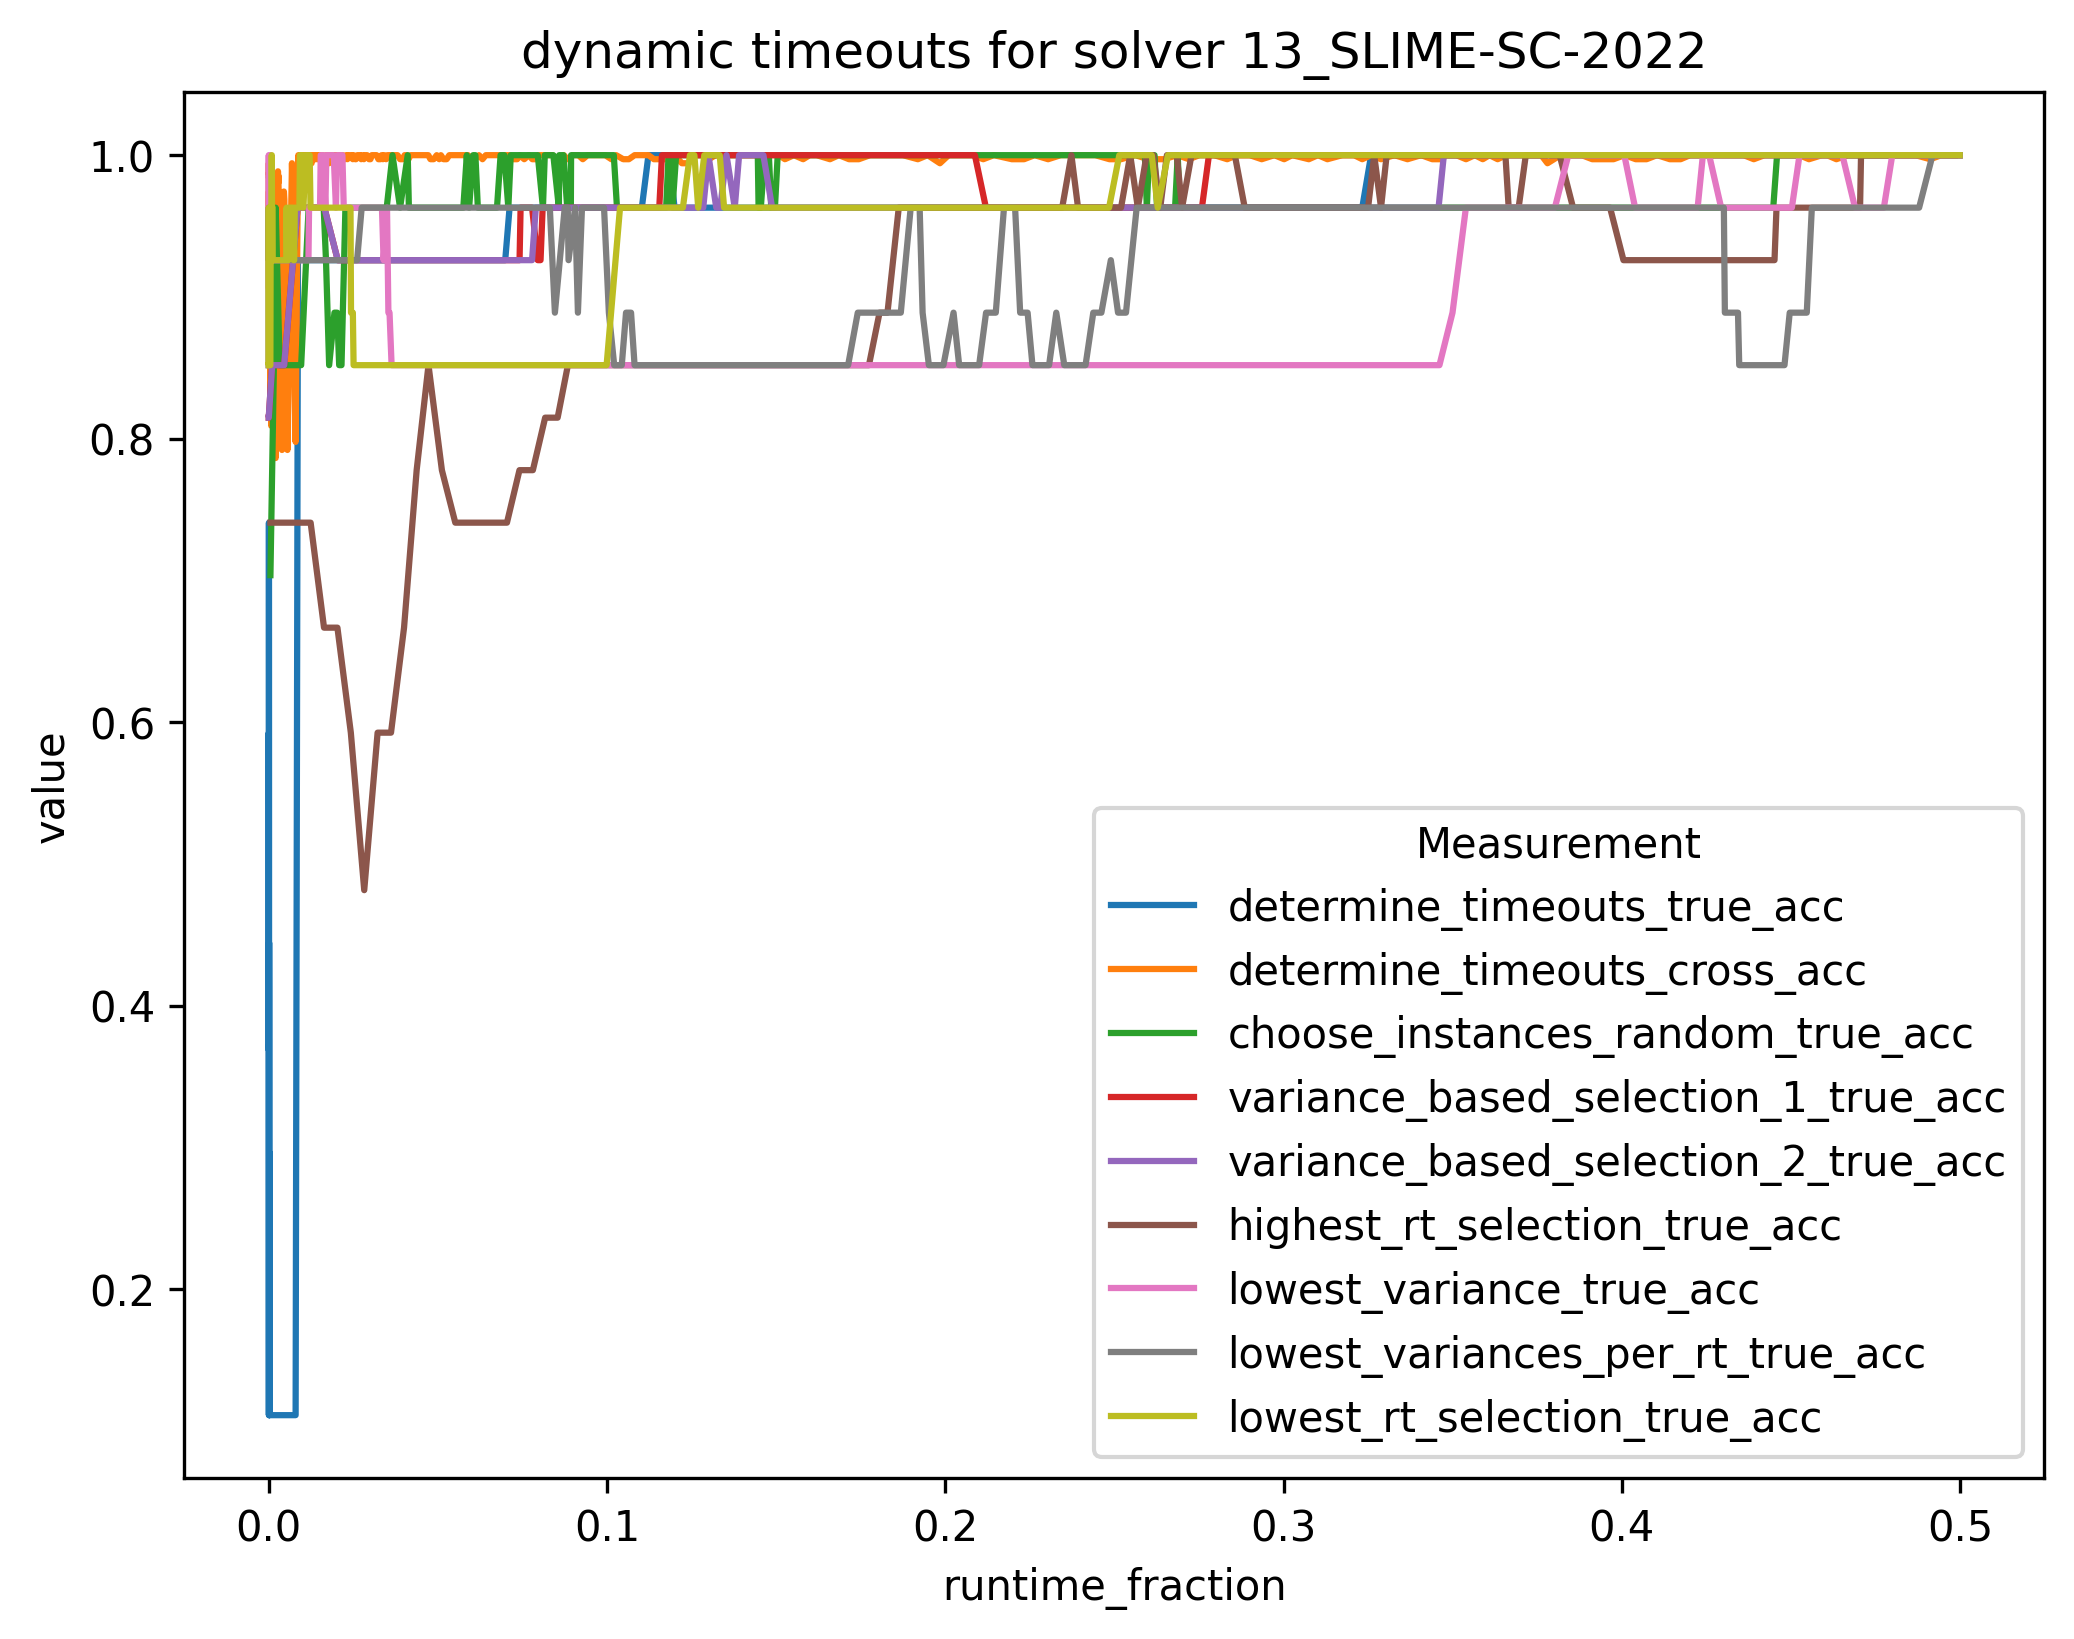 dynamic timeouts for solver 13_SLIME-SC-2022
1.0
0.8
0.6
0.4
0.2
value
Measurement
determine_timeouts_true_acc
determine_timeouts_cross_acc
choose_instances_random_true_acc
variance_based_selection_1_true_acc
variance_based_selection_2_true_acc
highest_rt_selection_true_acc
lowest_variance_true_acc
lowest_variances_per_rt_true_acc
lowest_rt_selection_true_acc
0.0 0.1 0.2 0.3 0.4 0.5
runtime_fraction